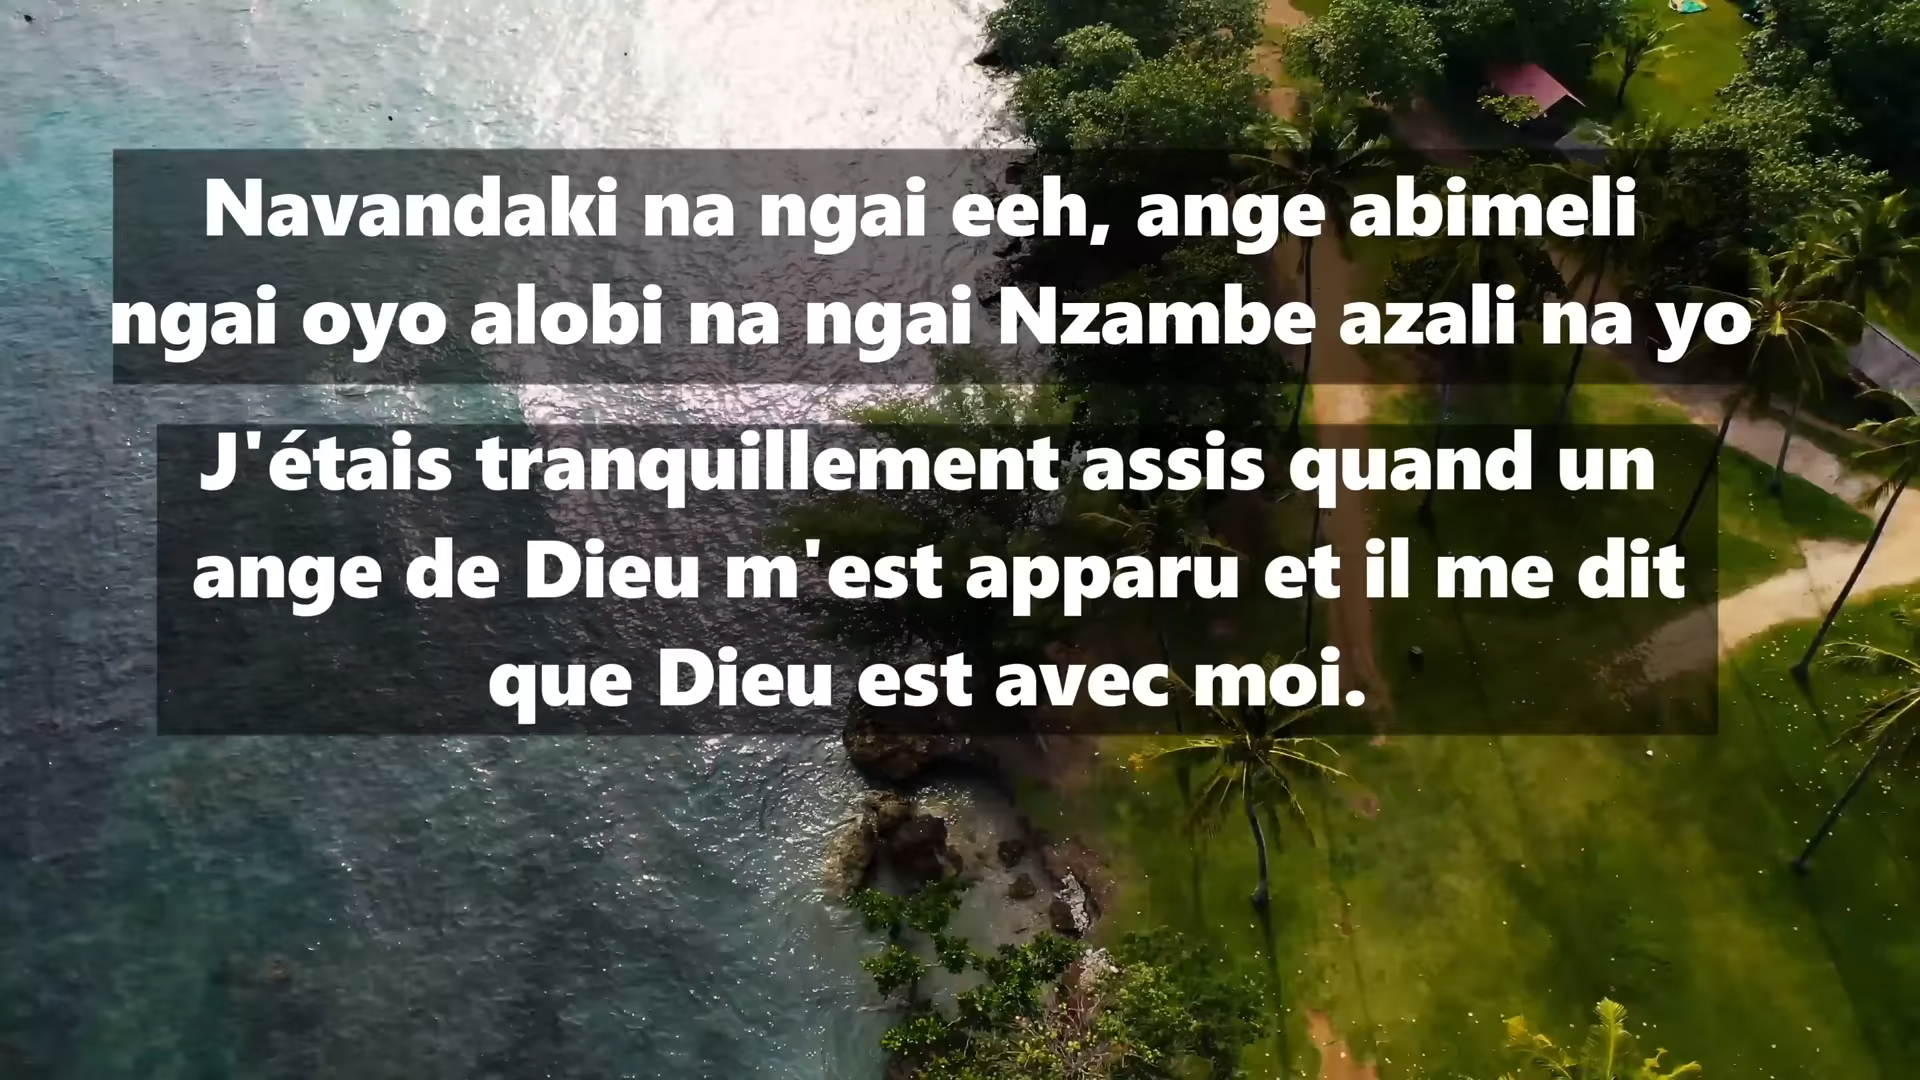 Navandaki na ngai eeh, ange abimeli
ngai oyo alobi na ngai Nzambe azali na yo
J'étais tranquillement assis quand un
ange de Dieu m'est apparu et il me dit
que Dieu est avec moi.